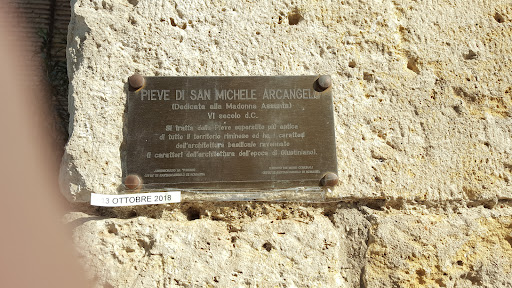 PIEVE DI SAN MICHELE ARCANGELO
(Dedicata alla Madonna Assunta)
VI secolo d.C.
Si tratta della Pieve superstite più antica
di tutto il territorio riminese ed ha i caratteri
dell'architettura basilicale ravennate
(i caratteri dell'architettura dell'epoca di Giustiniano).
3 OTTOBRE 2018